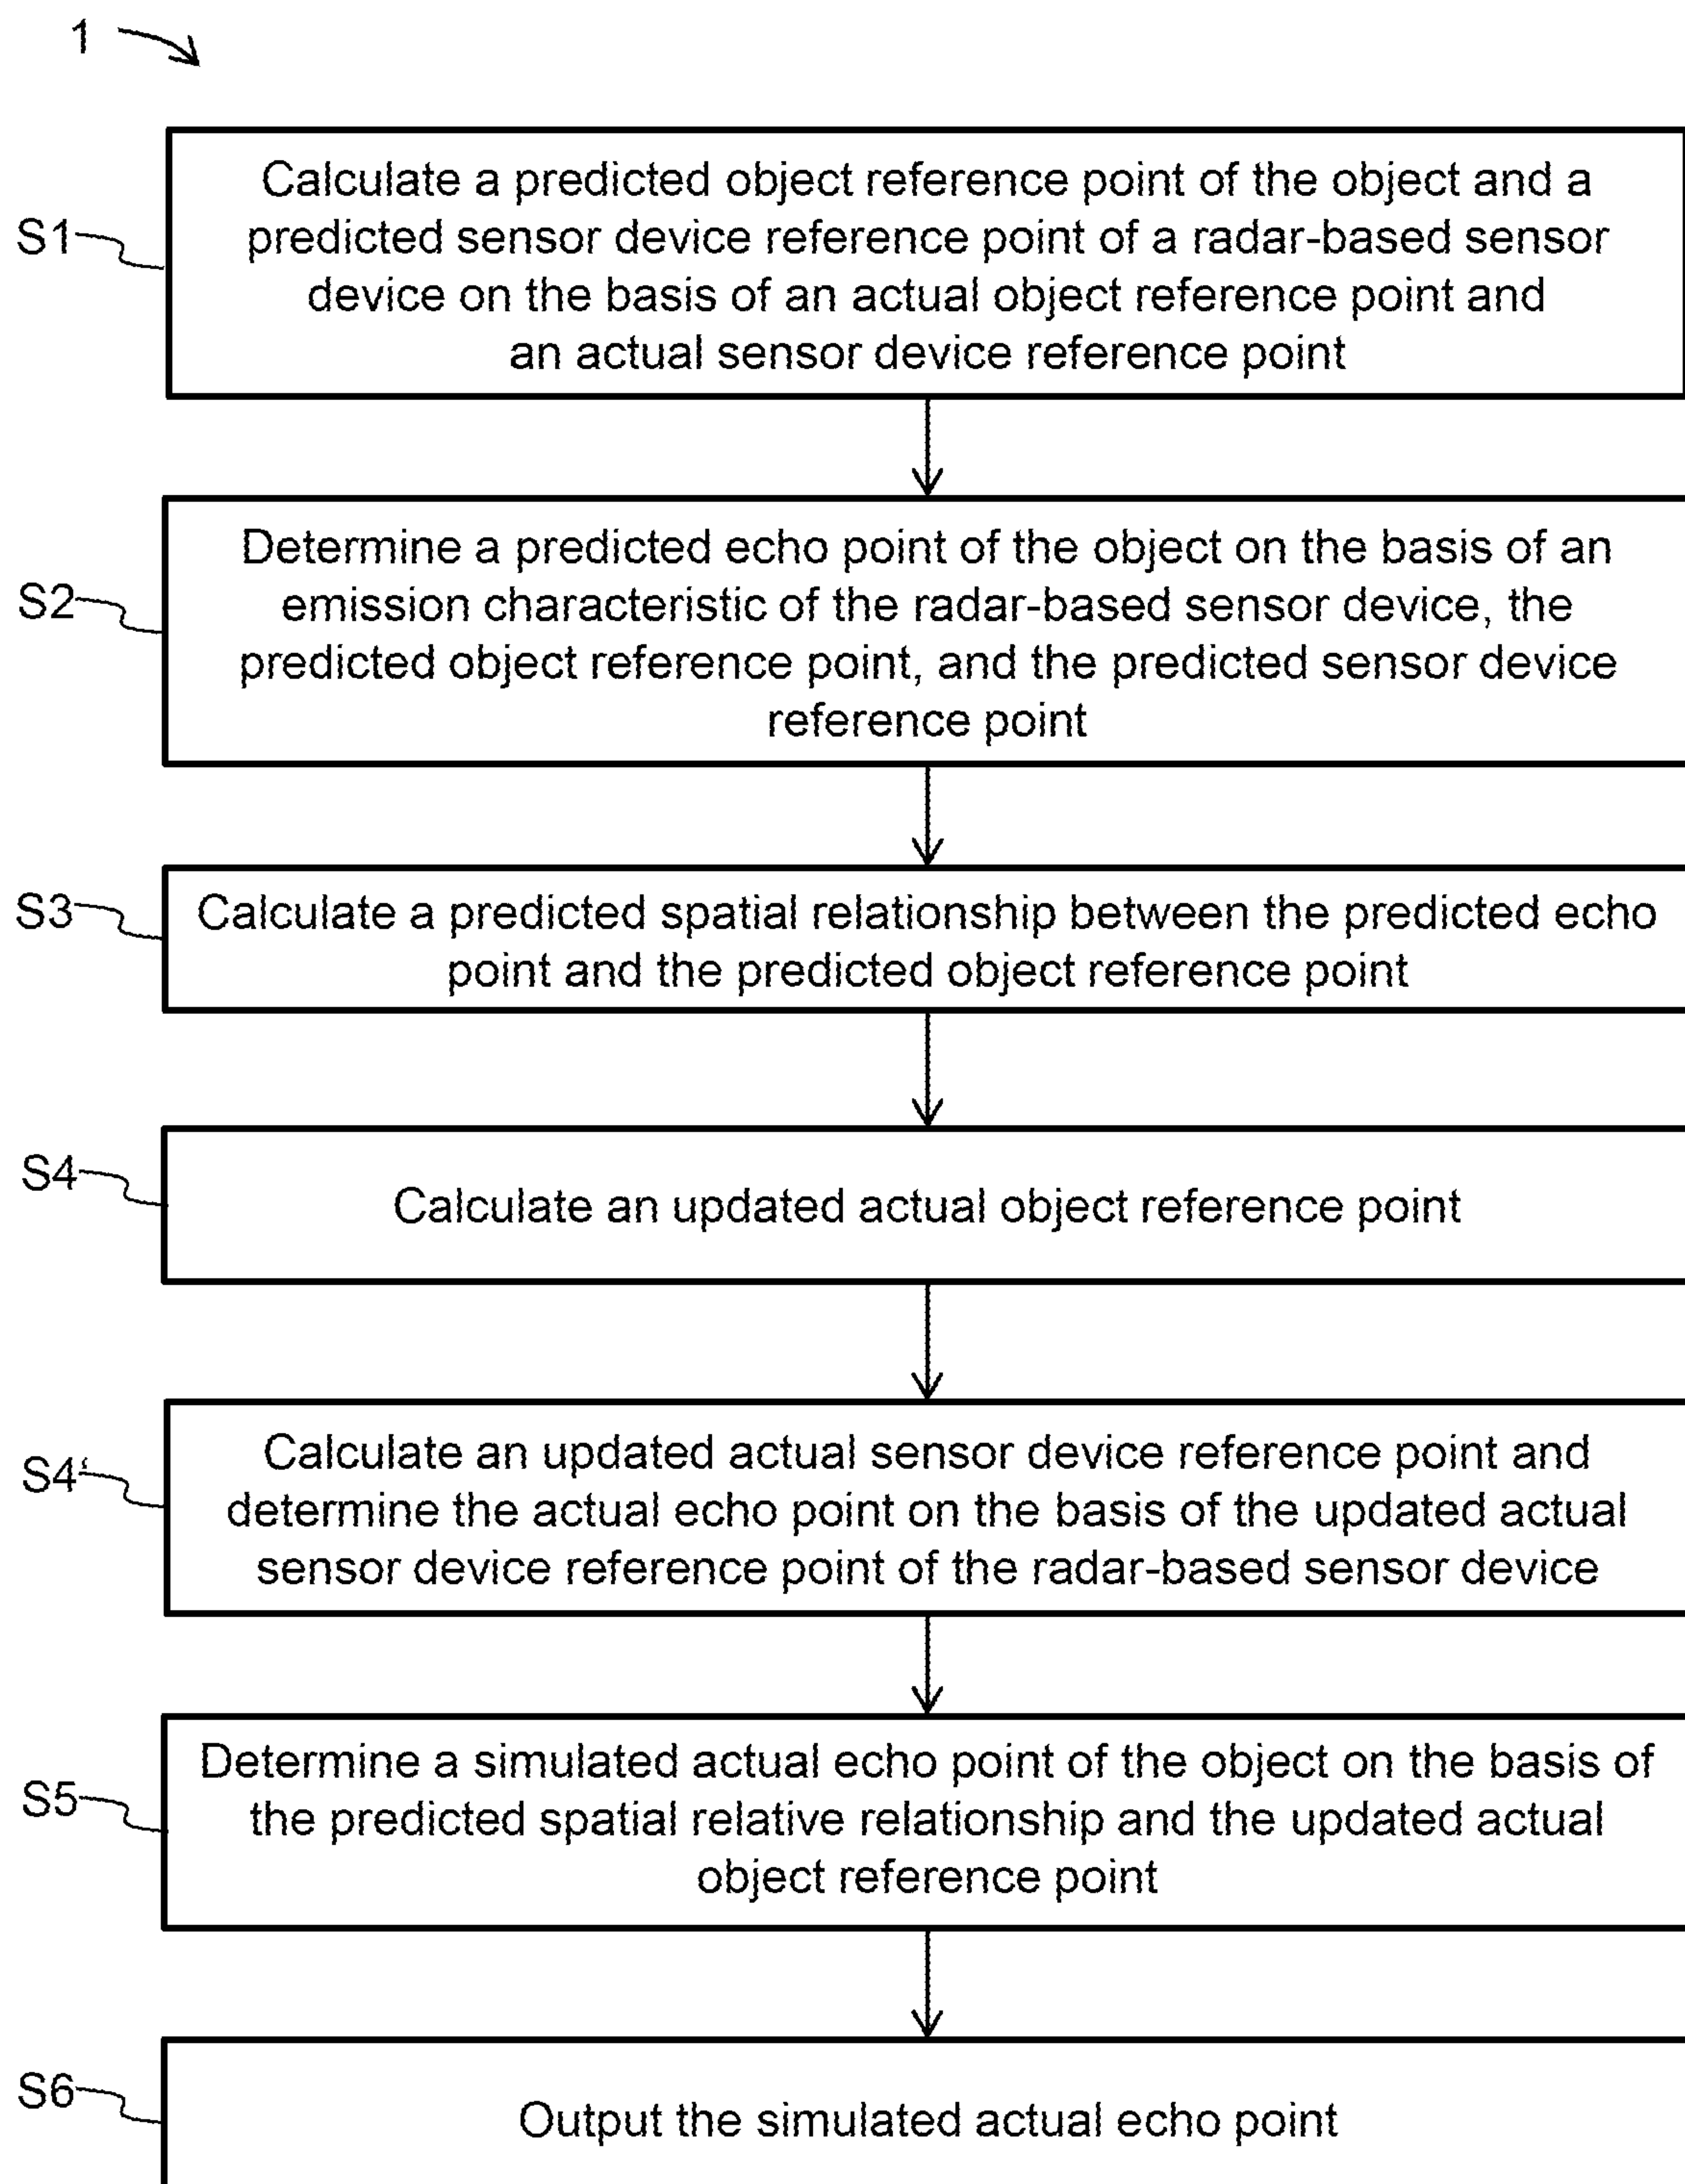 1
S1
Calculate a predicted object reference point of the object and a
predicted sensor device reference point of a radar-based sensor
device on the basis of an actual object reference point and
an actual sensor device reference point
S2
Determine a predicted echo point of the object on the basis of an
emission characteristic of the radar-based sensor device, the
predicted object reference point, and the predicted sensor device
reference point
S3
Calculate a predicted spatial relationship between the predicted echo
point and the predicted object reference point
S4
Calculate an updated actual object reference point
S4‘
Calculate an updated actual sensor device reference point and
determine the actual echo point on the basis of the updated actual
sensor device reference point of the radar-based sensor device
S5
Determine a simulated actual echo point of the object on the basis of
the predicted spatial relative relationship and the updated actual
object reference point
S6
Output the simulated actual echo point